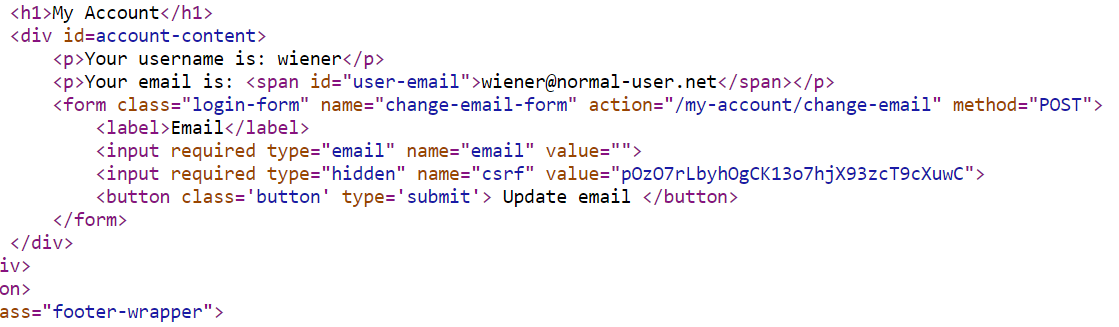 <h1>My Account</h1>
<div id=account-content>
<p>Your username is: wiener</p>
<p>Your email is: <span id="user-email">wiener@normal-user.net</span></p>
<form class="login-form" name="change-email-form" action="/my-account/change-email" method="POST">
<label>Email</label>
<input required type="email" name="email" value="">
<input required type="hidden" name="csrf" value="pOzO7rLbyhOgCK13o7hjX93zcT9cXuwC">
<button class='button' type='submit'> Update email </button>
</form>
</div>
iv>
on>
ass="footer-wrapper">